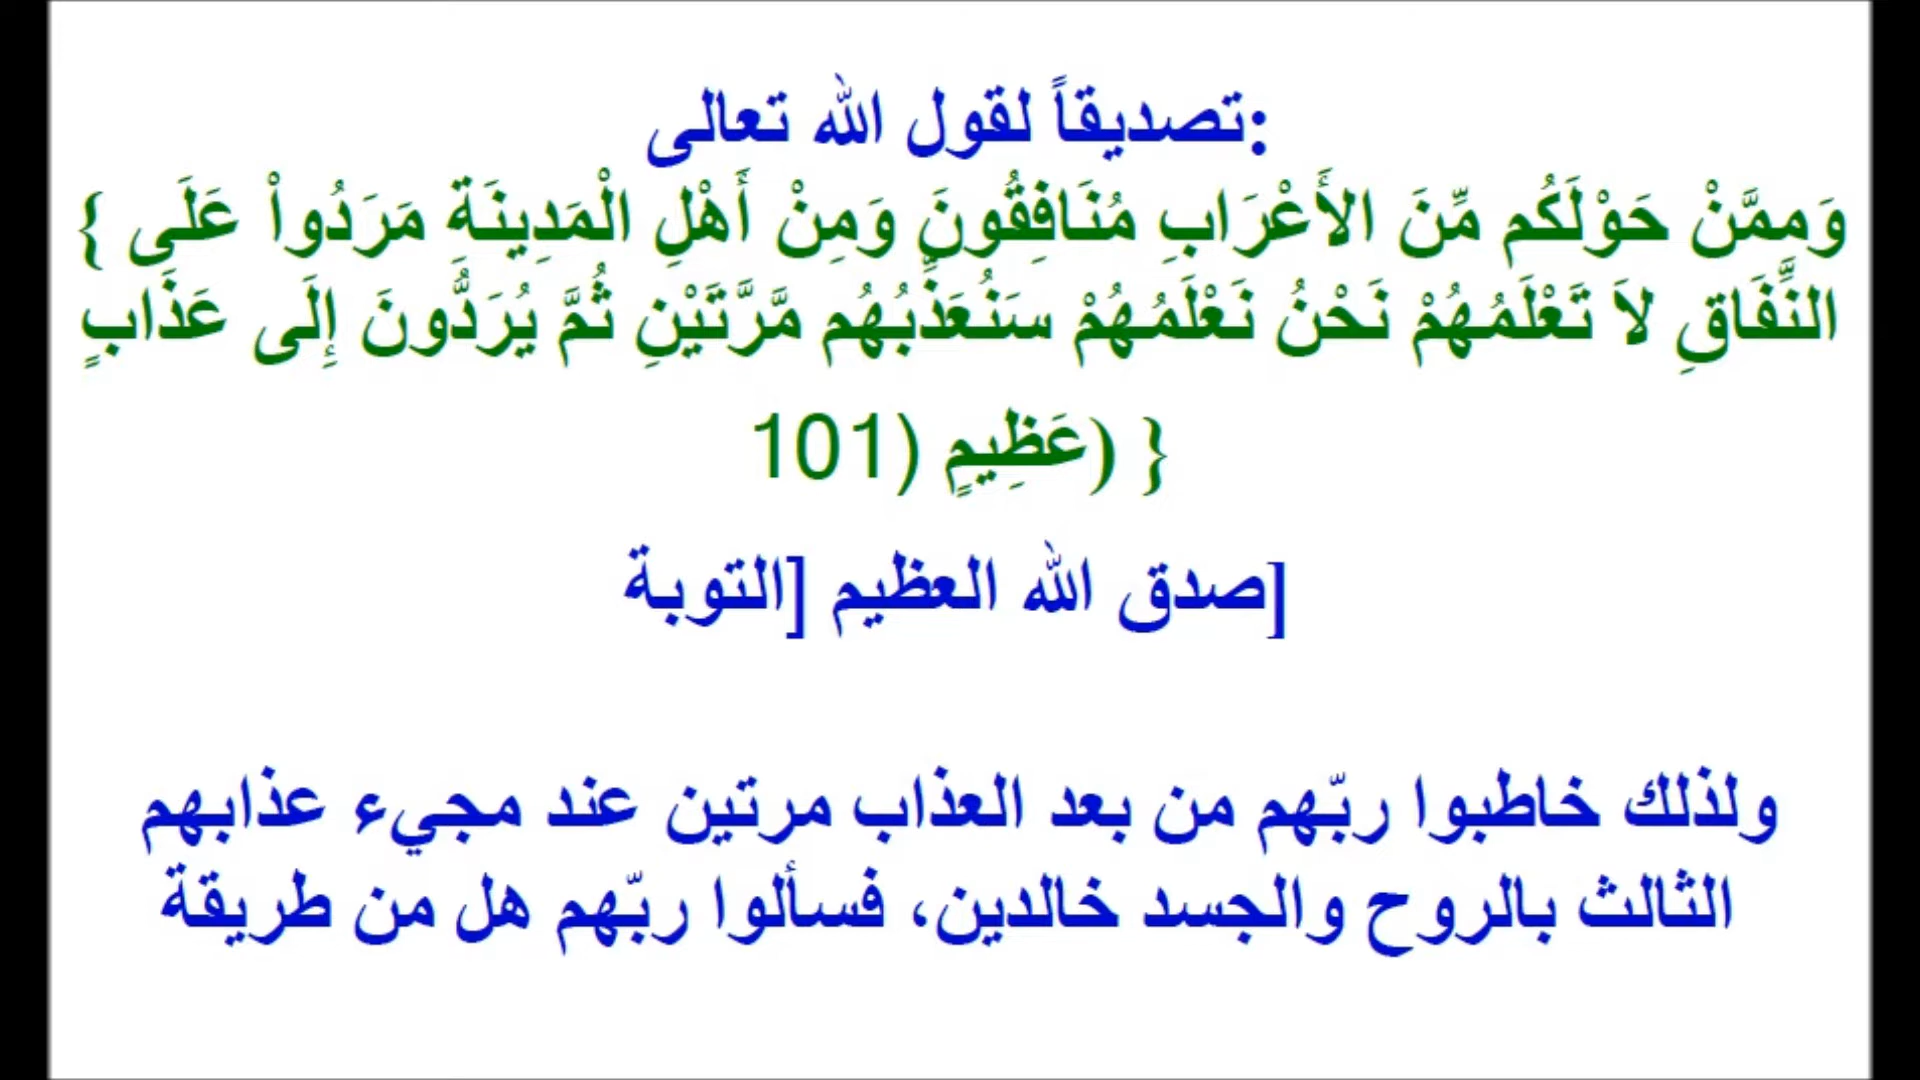 تصديقاً لقول الله تعالى:
{ وَمِمَّنْ حَوْلَكُم مِّنَ الأَعْرَابِ مُنَافِقُونَ وَمِنْ أَهْلِ الْمَدِينَةِ مَرَدُواْ عَلَى
النِّفَاقِ لاَ تَعْلَمُهُمْ نَحْنُ نَعْلَمُهُمْ سَنُعَذِّبُهُم مَّرَّتَيْنِ ثُمَّ يُرَدُّونَ إِلَى عَذَابٍ
عَظِيمٍ (101) }
صدق الله العظيم [التوبة]
ولذلك خاطبوا ربّهم من بعد العذاب مرتين عند مجيء عذابهم
الثالث بالروح والجسد خالدين، فسألوا ربّهم هل من طريقة